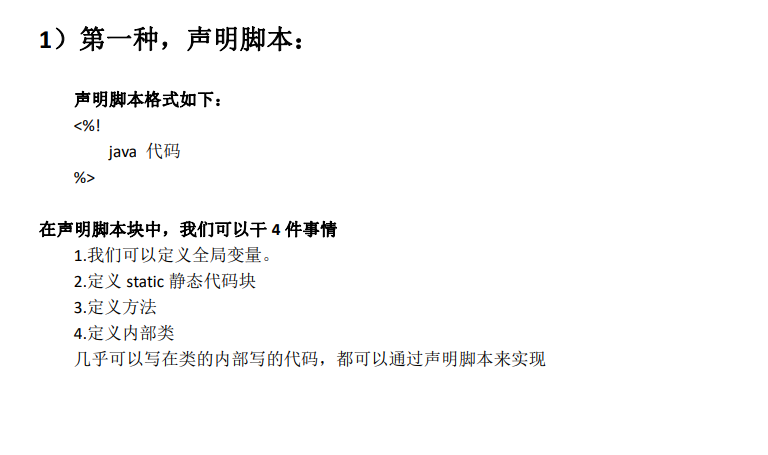 1）第一种，声明脚本：
声明脚本格式如下：
<%!
java 代码
%>
在声明脚本块中，我们可以干 4 件事情
1.我们可以定义全局变量。
2.定义 static 静态代码块
3.定义方法
4.定义内部类
几乎可以写在类的内部写的代码，都可以通过声明脚本来实现